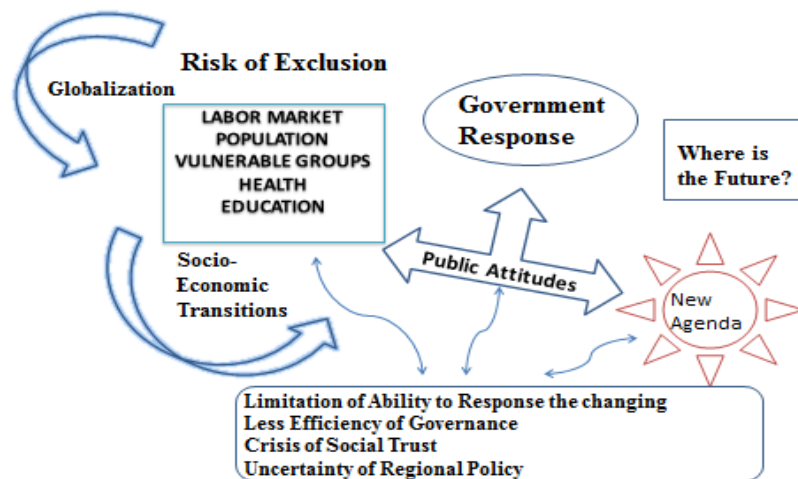 Risk of Exclusion
Globalization
LABOR MARKET
POPULATION
VULNERABLE GROUPS
HEALTH
EDUCATION
Government
Response
Where is
the Future?
Socio-
Economic
Transitions
Public Attitudes
New
Agenda
Limitation of Ability to Response the changing
Less Efficiency of Governance
Crisis of Social Trust
Uncertainty of Regional Policy